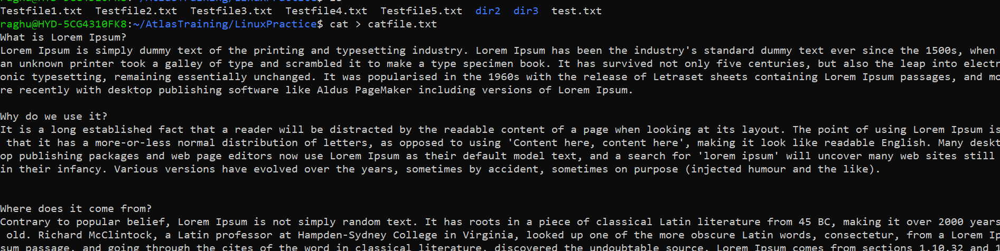 raghu@HYD-5CG4310FK8:~/AtlasTraining/LinuxPractice$ ls
Testfile1.txt  Testfile2.txt  Testfile3.txt  Testfile4.txt  Testfile5.txt  dir2  dir3  test.txt
raghu@HYD-5CG4310FK8:~/AtlasTraining/LinuxPractice$ cat > catfile.txt
What is Lorem Ipsum?
Lorem Ipsum is simply dummy text of the printing and typesetting industry. Lorem Ipsum has been the industry's standard dummy text ever since the 1500s, when
an unknown printer took a galley of type and scrambled it to make a type specimen book. It has survived not only five centuries, but also the leap into electr
onic typesetting, remaining essentially unchanged. It was popularised in the 1960s with the release of Letraset sheets containing Lorem Ipsum passages, and mo
re recently with desktop publishing software like Aldus PageMaker including versions of Lorem Ipsum.

Why do we use it?
It is a long established fact that a reader will be distracted by the readable content of a page when looking at its layout. The point of using Lorem Ipsum is
 that it has a more-or-less normal distribution of letters, as opposed to using 'Content here, content here', making it look like readable English. Many deskt
op publishing packages and web page editors now use Lorem Ipsum as their default model text, and a search for 'lorem ipsum' will uncover many web sites still
in their infancy. Various versions have evolved over the years, sometimes by accident, sometimes on purpose (injected humour and the like).

Where does it come from?
Contrary to popular belief, Lorem Ipsum is not simply random text. It has roots in a piece of classical Latin literature from 45 BC, making it over 2000 years
 old. Richard McClintock, a Latin professor at Hampden-Sydney College in Virginia, looked up one of the more obscure Latin words, consectetur, from a Lorem Ip
sum passage, and going through the cites of the word in classical literature, discovered the undoubtable source. Lorem Ipsum comes from sections 1.10.32 and 1